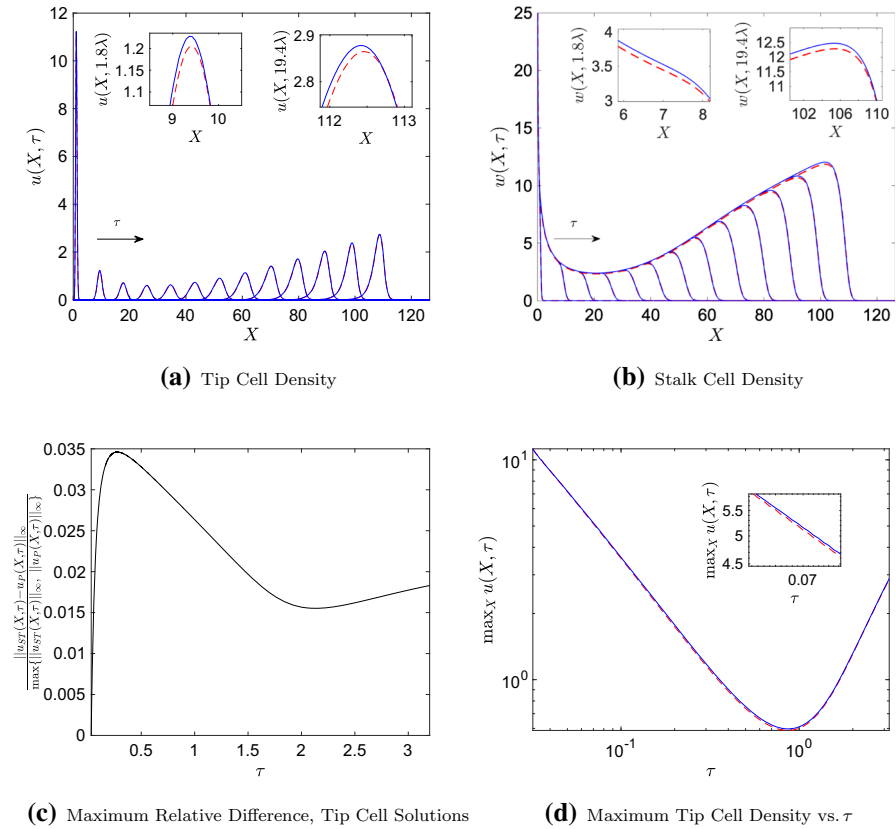 12
10
8
6
4
2
0
u(X, τ)
0 20 40 60 80 100 120
X
τ
1.2
1.1
u(X, 1.8λ)
9 10
X
2.9
2.8
u(X, 19.4λ)
112 113
X
(a) Tip Cell Density
25
20
15
10
5
0
w(X, τ)
0 20 40 60 80 100 120
X
τ
4
3.5
3
w(X, 1.8λ)
6 7 8
X
12.5
12
11.5
11
w(X, 19.4λ)
102 106 110
X
(b) Stalk Cell Density
0.035
0.03
0.025
0.02
0.015
0.01
0.005
0
||u_ST(X,τ)−u_P(X,τ)||_∞
max{||u_ST(X,τ)||_∞, ||u_P(X,τ)||_∞}
0.5 1 1.5 2 2.5 3
τ
(c) Maximum Relative Difference, Tip Cell Solutions
10^1
10^0
max_X u(X, τ)
10^-1 10^0
τ
5.5
5
4.5
max_X u(X, τ)
0.07
τ
(d) Maximum Tip Cell Density vs. τ